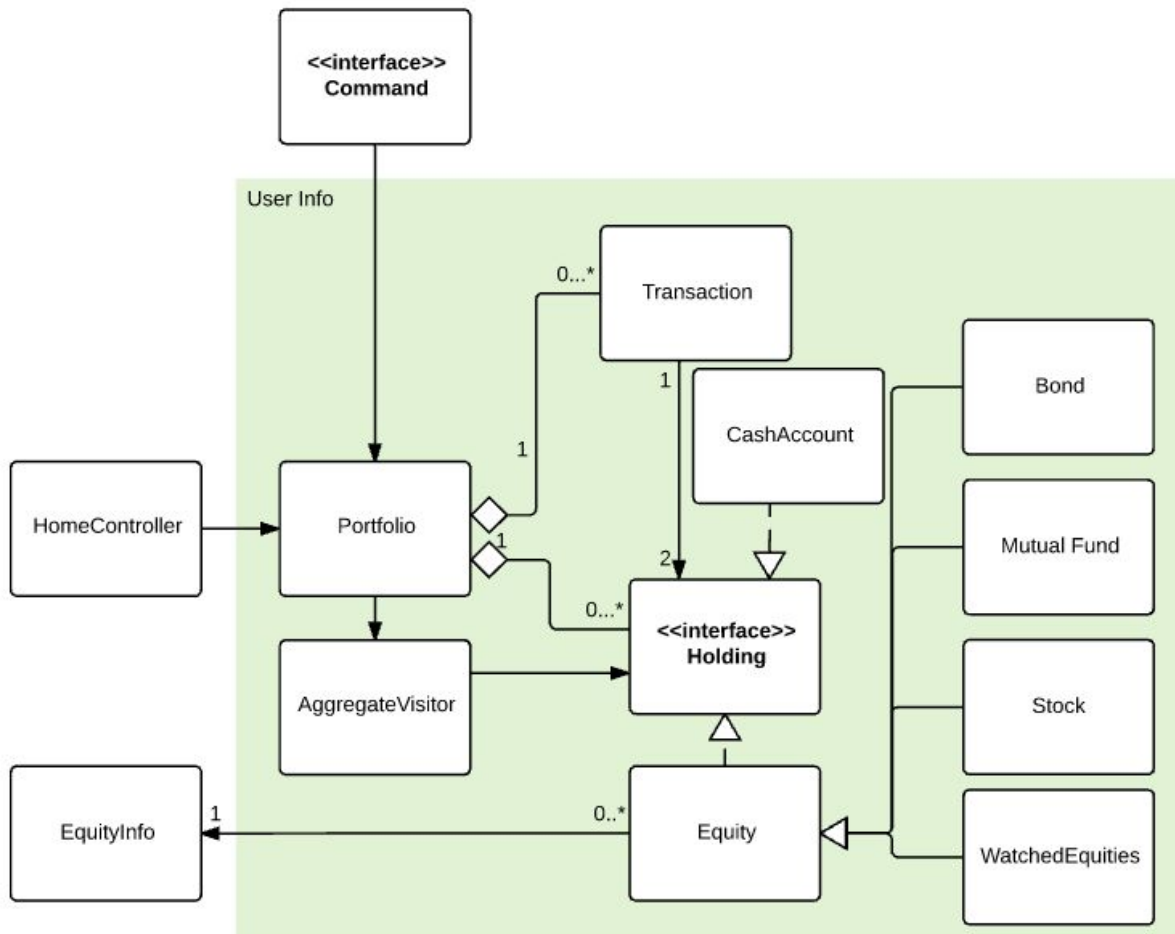 <<interface>>
Command
User Info
0...*
Transaction
1
Bond
CashAccount
1
HomeController
Portfolio
1
Mutual Fund
2
0...*
<<interface>>
Holding
AggregateVisitor
Stock
EquityInfo
1
0..*
Equity
WatchedEquities